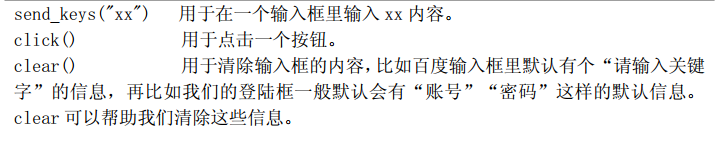 send_keys("xx") 用于在一个输入框里输入 xx 内容。
click() 用于点击一个按钮。
clear() 用于清除输入框的内容，比如百度输入框里默认有个“请输入关键
字”的信息，再比如我们的登陆框一般默认会有“账号”“密码”这样的默认信息。
clear 可以帮助我们清除这些信息。